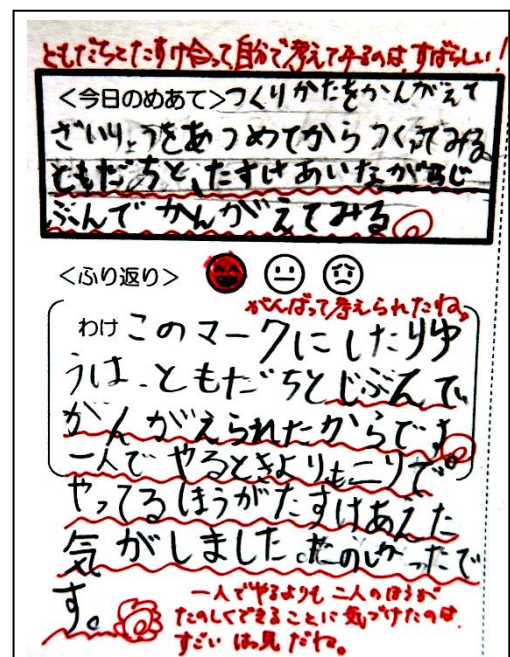 ともだちとたすけ合って自分で考えてみるのは、すばらしい！
<今日のめあて>つくりかたをかんがえて
ざいりょうをあつめてからつくってみる
ともだちと、たすけあいながらじ
ぶんでかんがえてみる
<ふり返り>
がんばって考えられたね。
わけ このマークにしたりゆ
うは、ともだちとじぶんで
かんがえられたからです。
一人でやるときよりも二りで
やってるほうがたすけあえた
気がしました。たのしかったで
す。
一人でやるよりも二人のほうが
たのしくできることに気づけたのは、
すごいはっ見だね。